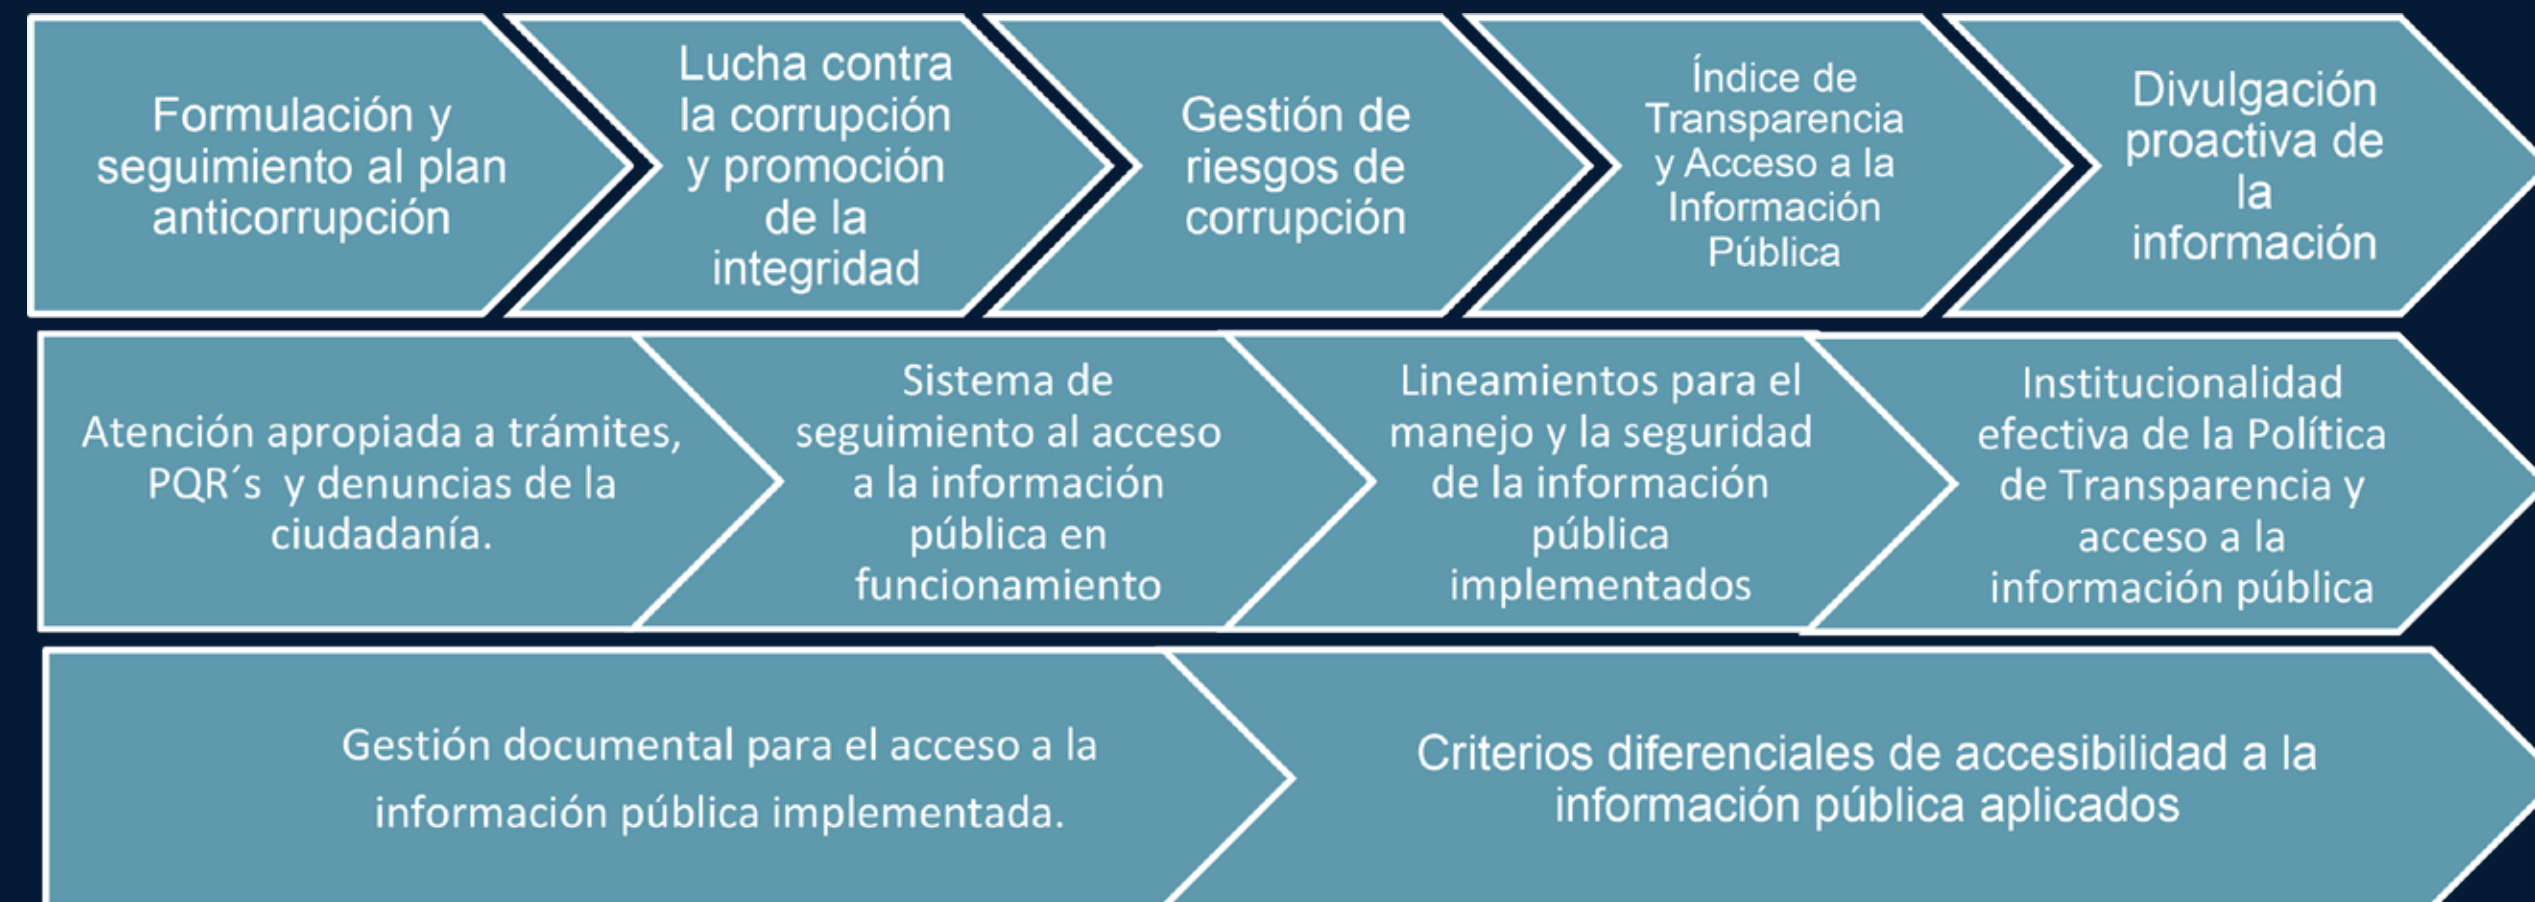 Formulación y
seguimiento al plan
anticorrupción
Lucha contra
la corrupción
y promoción
de la
integridad
Gestión de
riesgos de
corrupción
Índice de
Transparencia
y Acceso a la
Información
Pública
Divulgación
proactiva de
la
información
Atención apropiada a trámites,
PQR´s y denuncias de la
ciudadanía.
Sistema de
seguimiento al acceso
a la información
pública en
funcionamiento
Lineamientos para el
manejo y la seguridad
de la información
pública
implementados
Institucionalidad
efectiva de la Política
de Transparencia y
acceso a la
información pública
Gestión documental para el acceso a la
información pública implementada.
Criterios diferenciales de accesibilidad a la
información pública aplicados